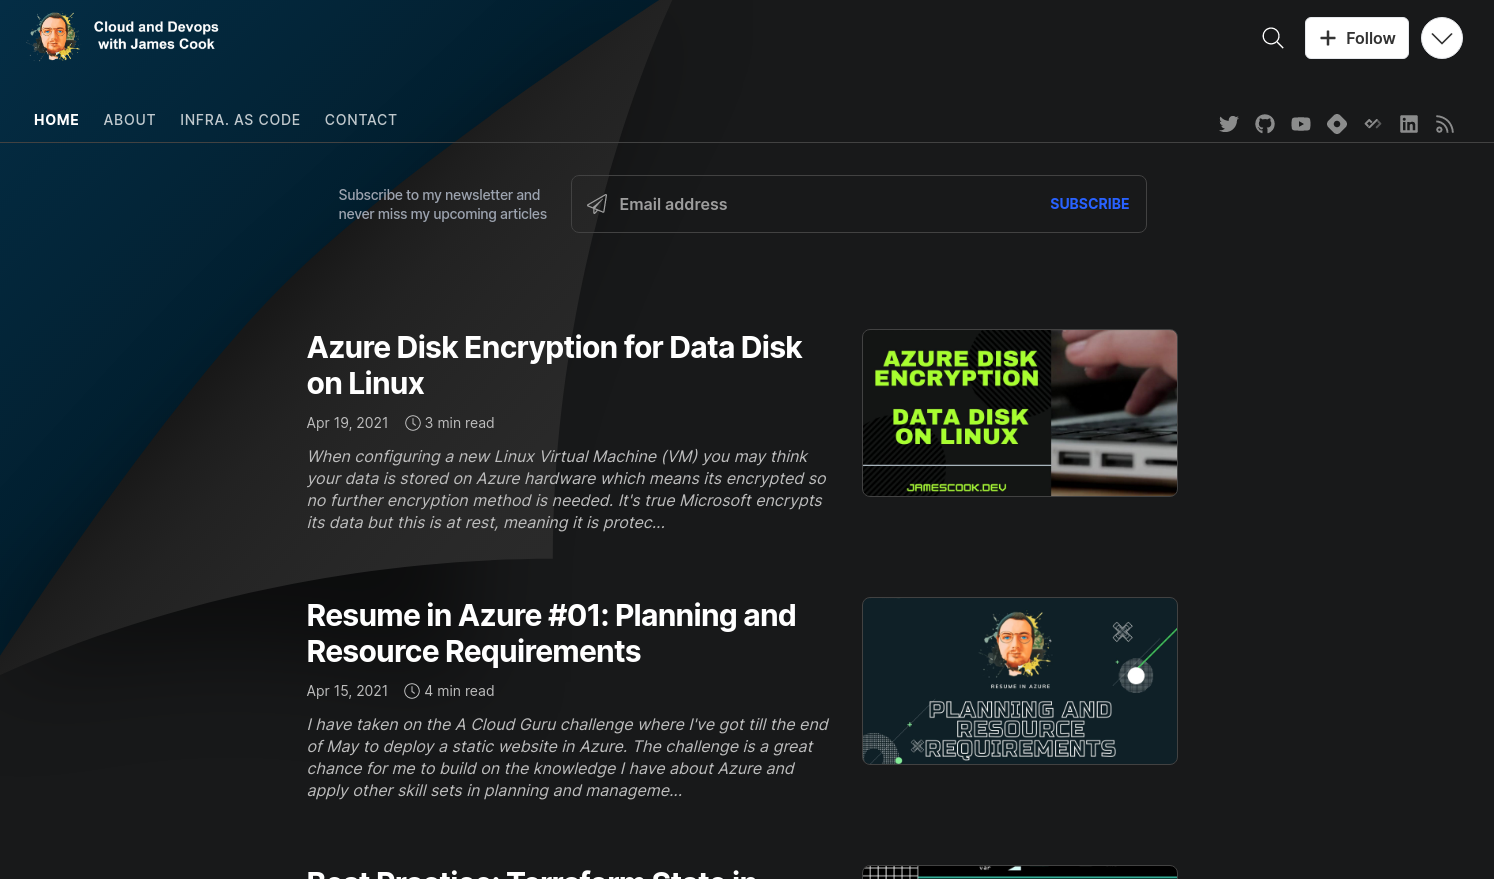 Cloud and Devops
with James Cook
Follow
HOME ABOUT INFRA. AS CODE CONTACT
Subscribe to my newsletter and
never miss my upcoming articles
Email address
SUBSCRIBE
Azure Disk Encryption for Data Disk
on Linux
Apr 19, 2021 3 min read
When configuring a new Linux Virtual Machine (VM) you may think
your data is stored on Azure hardware which means its encrypted so
no further encryption method is needed. It's true Microsoft encrypts
its data but this is at rest, meaning it is protec...
AZURE DISK
ENCRYPTION
DATA DISK
ON LINUX
JAMESCOOK.DEV
Resume in Azure #01: Planning and
Resource Requirements
Apr 15, 2021 4 min read
I have taken on the A Cloud Guru challenge where I've got till the end
of May to deploy a static website in Azure. The challenge is a great
chance for me to build on the knowledge I have about Azure and
apply other skill sets in planning and manageme...
RESUME IN AZURE
PLANNING AND
RESOURCE
REQUIREMENTS
Best Practice: Terraform State in